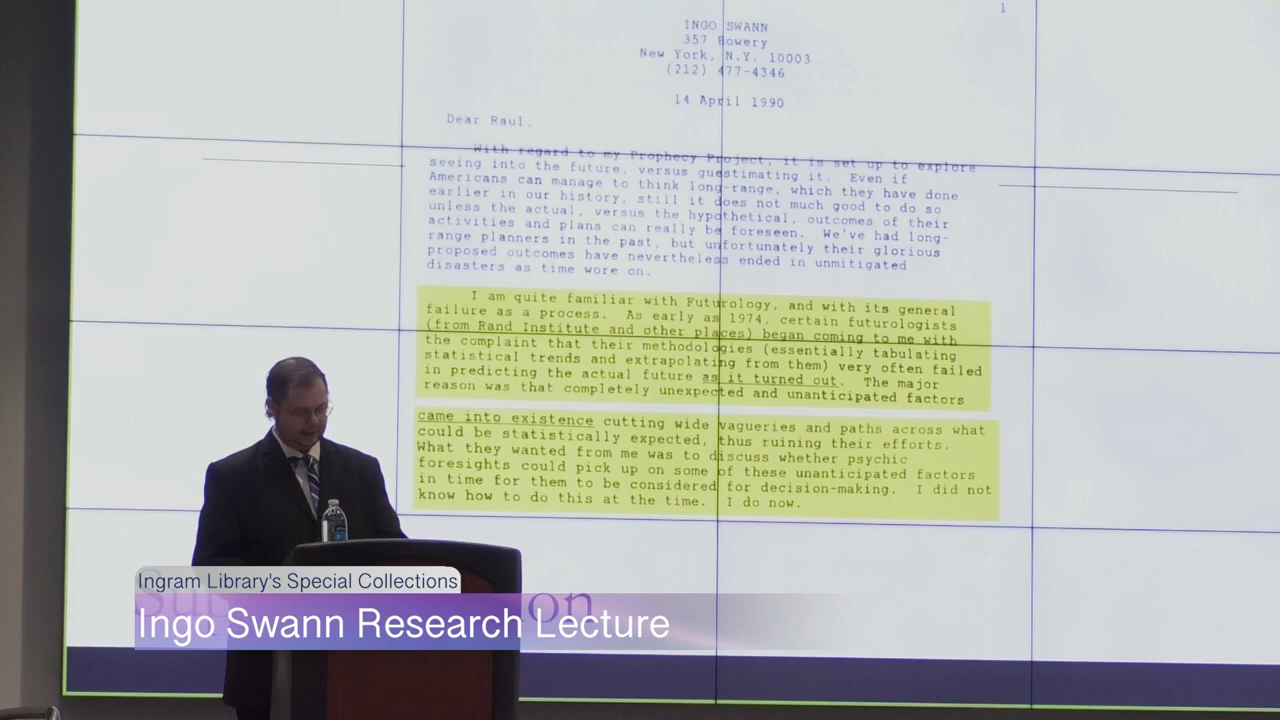 1
INGO SWANN
357 Bowery
New York, N.Y. 10003
(212) 477-4346
14 April 1990
Dear Raul,
With regard to my Prophecy Project, it is set up to explore
seeing into the future, versus guestimating it. Even if
Americans can manage to think long-range, which they have done
earlier in our history, still it does not much good to do so
unless the actual, versus the hypothetical, outcomes of their
activities and plans can really be foreseen. We've had long-
range planners in the past, but unfortunately their glorious
proposed outcomes have nevertheless ended in unmitigated
disasters as time wore on.
I am quite familiar with Futurology, and with its general
failure as a process. As early as 1974, certain futurologists
(from Rand Institute and other places) began coming to me with
the complaint that their methodologies (essentially tabulating
statistical trends and extrapolating from them) very often failed
in predicting the actual future as it turned out. The major
reason was that completely unexpected and unanticipated factors
came into existence cutting wide vagueries and paths across what
could be statistically expected, thus ruining their efforts.
What they wanted from me was to discuss whether psychic
foresights could pick up on some of these unanticipated factors
in time for them to be considered for decision-making. I did not
know how to do this at the time. I do now.
Ingram Library's Special Collections
Ingo Swann Research Lecture